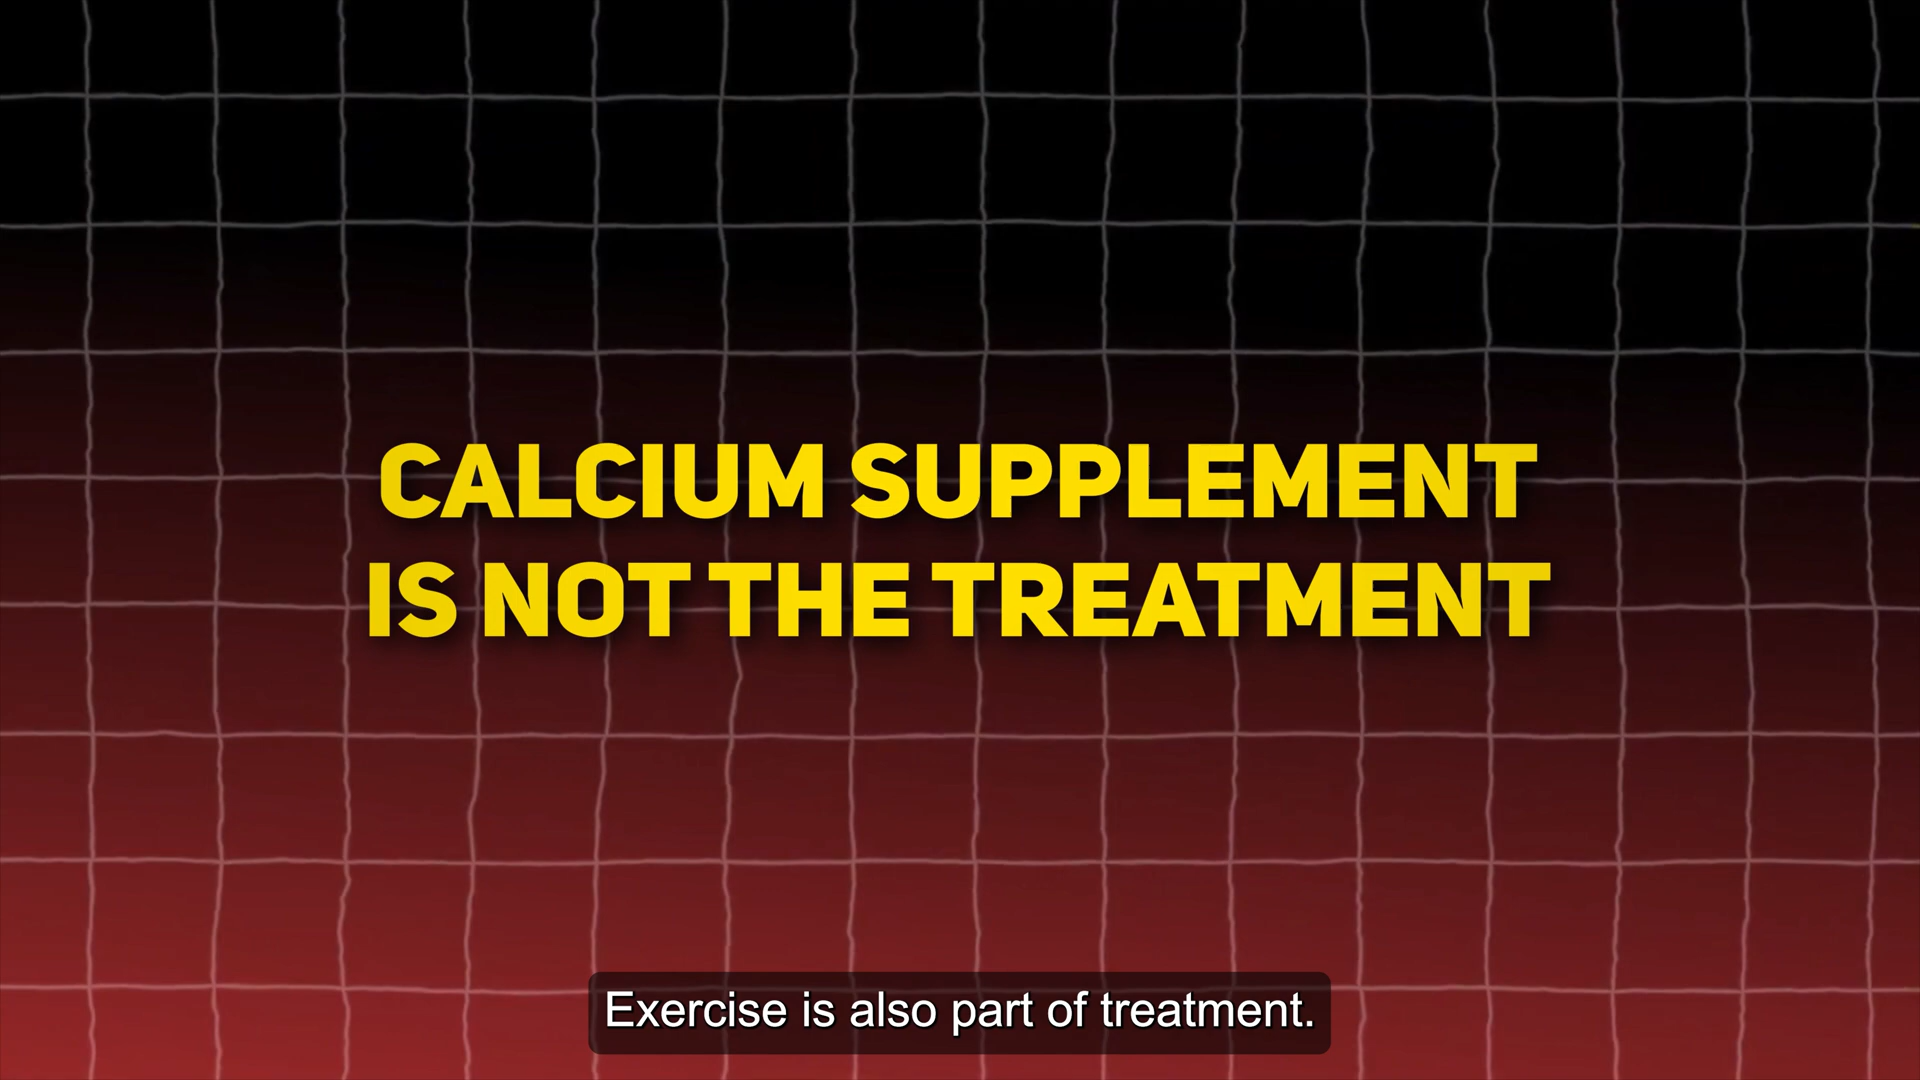 CALCIUM SUPPLEMENT
IS NOT THE TREATMENT
Exercise is also part of treatment.